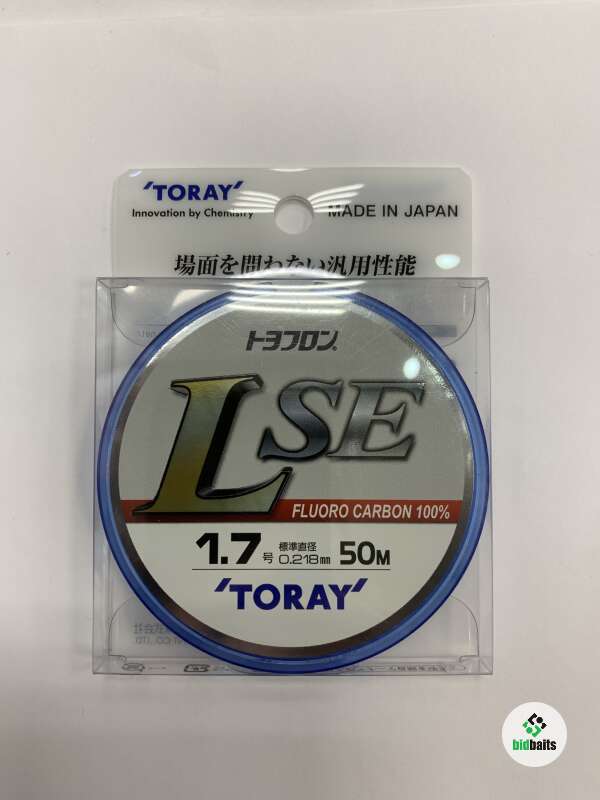 'TORAY'
Innovation by Chemistry
MADE IN JAPAN
場面を問わない汎用性能
トヨフロン®
LSE
FLUORO CARBON 100%
1.7号 標準直径 0.218mm 50M
'TORAY'
bidbaits